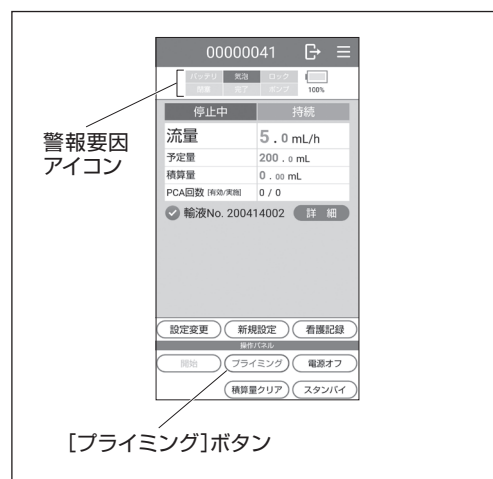 00000041
バッテリ 気泡 ロック
閉塞 完了 ポンプ
100%
停止中 持続
流量 5.0 mL/h
予定量 200.0 mL
積算量 0.00 mL
PCA回数 [有効/実施] 0 / 0
輸液No. 200414002 詳 細
設定変更 新規設定 看護記録
操作パネル
開始 プライミング 電源オフ
積算量クリア スタンバイ
警報要因
アイコン
[プライミング]ボタン